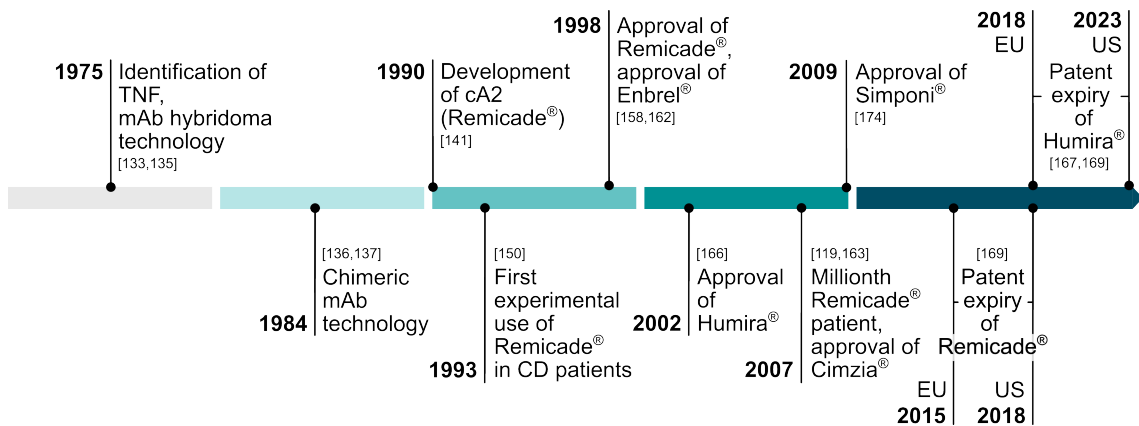 1975
Identification of
TNF,
mAb hybridoma
technology
[133,135]
1984
[136,137]
Chimeric
mAb
technology
1990
Development
of cA2
(Remicade®)
[141]
1993
[150]
First
experimental
use of
Remicade®
in CD patients
1998
Approval of
Remicade®,
approval of
Enbrel®
[158,162]
2002
[166]
Approval
of
Humira®
2007
[119,163]
Millionth
Remicade®
patient,
approval of
Cimzia®
2009
Approval of
Simponi®
[174]
[169]
Patent
expiry
of
Remicade®
EU
2015
US
2018
2018
EU
2023
US
Patent
expiry
of
Humira®
[167,169]